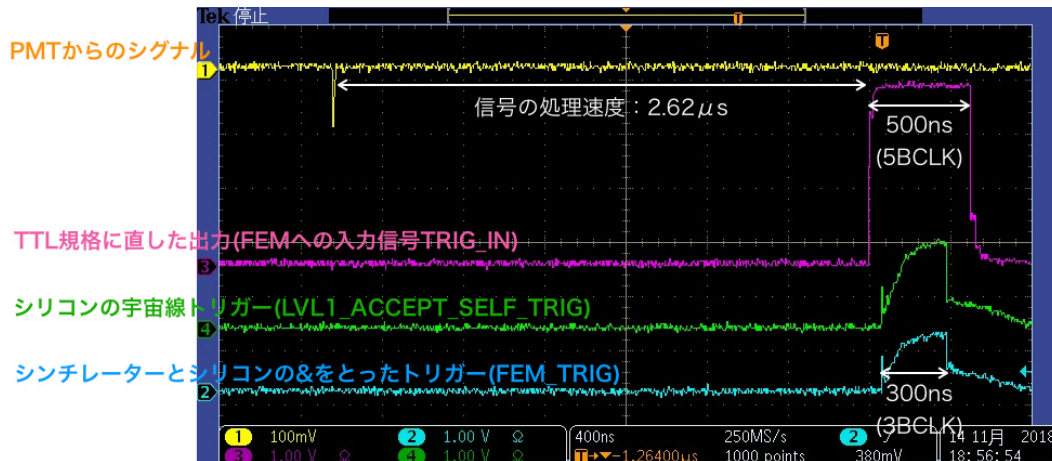 Tek 停止
T
T
PMTからのシグナル
1
信号の処理速度：2.62μs
500ns
(5BCLK)
TTL規格に直した出力(FEMへの入力信号TRIG_IN)
3
シリコンの宇宙線トリガー(LVL1_ACCEPT_SELF_TRIG)
4
シンチレーターとシリコンの&をとったトリガー(FEM_TRIG)
2
300ns
(3BCLK)
1 100mV 2 1.00 V Ω 400ns 250MS/s 2 14 11月 2018
3 1.00 V Ω 4 1.00 V Ω T→▼-1.26400μs 1000 points 380mV 18:56:54